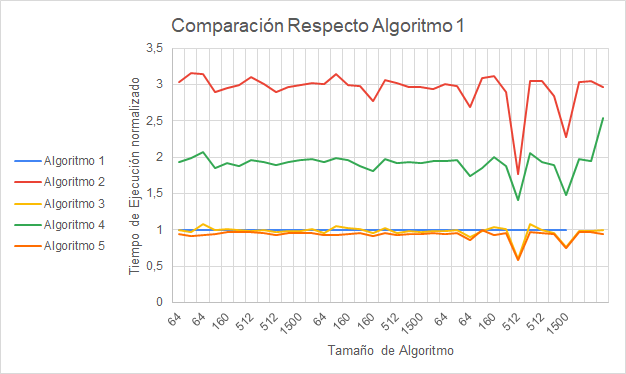 Comparación Respecto Algoritmo 1
3,5
3
2,5
2
1,5
1
0,5
0
Tiempo de Ejecución normalizado
Algoritmo 1
Algoritmo 2
Algoritmo 3
Algoritmo 4
Algoritmo 5
64 64 160 512 512 1500 64 160 160 512 1500 64 64 160 512 512 1500
Tamaño de Algoritmo